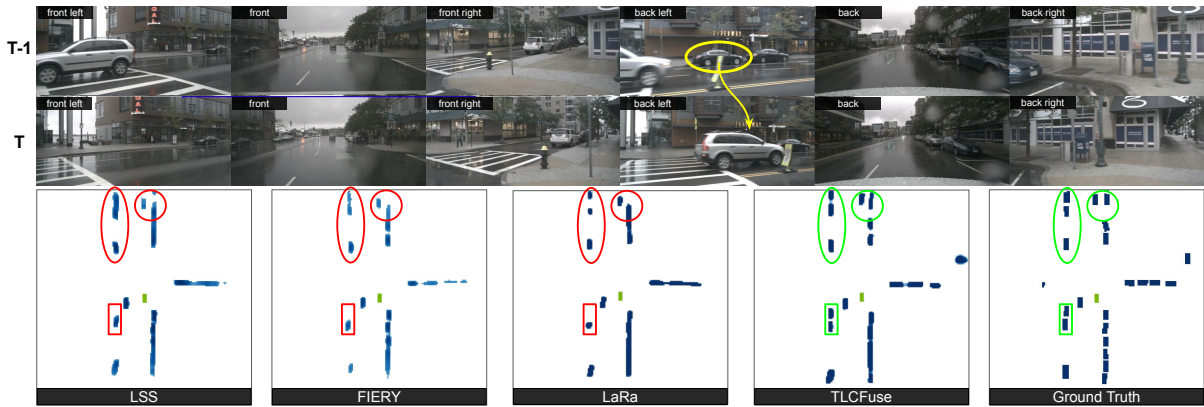 T-1
front left
front
front right
back left
back
back right
T
front left
front
front right
back left
back
back right
LSS
FIERY
LaRa
TLCFuse
Ground Truth